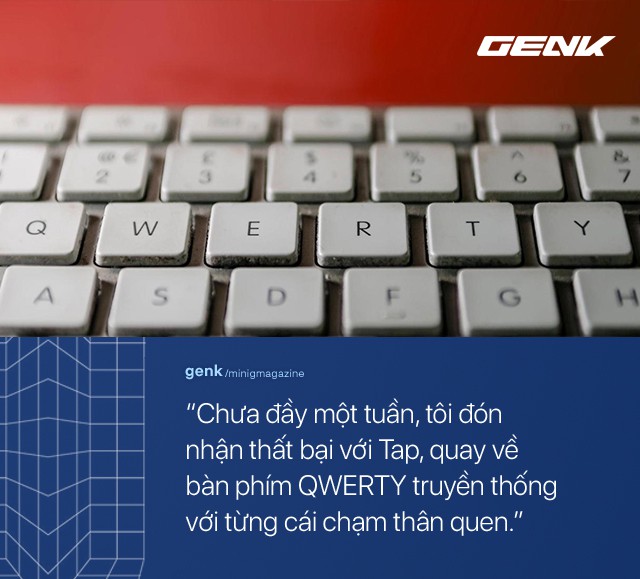 GENK
@ € £ $ % ^ &
2 3 4 5 6 7
Q W E R T Y
A S D F G H
genk/minigmagazine
“Chưa đầy một tuần, tôi đón
nhận thất bại với Tap, quay về
bàn phím QWERTY truyền thống
với từng cái chạm thân quen.”